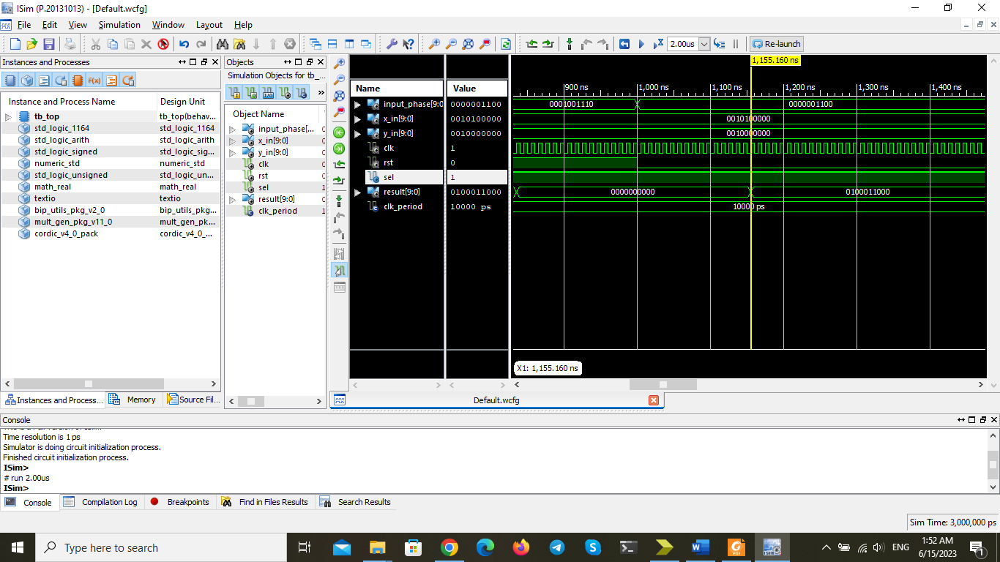 ISim (P.20131013) - [Default.wcfg]
File Edit View Simulation Window Layout Help
2.00us
Re-launch
Instances and Processes
Instance and Process Name Design Unit
tb_top tb_top(behav...
std_logic_1164 std_logic_1164
std_logic_arith std_logic_arith
std_logic_signed std_logic_sig...
numeric_std numeric_std
std_logic_unsigned std_logic_un...
math_real math_real
textio textio
bip_utils_pkg_v2_0 bip_utils_pkg...
mult_gen_pkg_v11_0 mult_gen_pk...
cordic_v4_0_pack cordic_v4_0_...
Instances and Process... Memory Source Fil...
Objects
Simulation Objects for tb_...
»
Object Name
input_phase[...
x_in[9:0]
y_in[9:0]
clk
rst
sel
result[9:0]
clk_period
Name Value
input_phase[9:0 0000001100
x_in[9:0] 0010100000
y_in[9:0] 0010000000
clk 1
rst 0
sel 1
result[9:0] 0100011000
clk_period 10000 ps
1,155.160 ns
900 ns 1,000 ns 1,100 ns 1,200 ns 1,300 ns 1,400 ns
0001001110 0000001100
0010100000
0010000000
0000000000 0100011000
10000 ps
X1: 1,155.160 ns
Default.wcfg
Console
Time resolution is 1 ps
Simulator is doing circuit initialization process.
Finished circuit initialization process.
ISim>
# run 2.00us
ISim>
Console Compilation Log Breakpoints Find in Files Results Search Results
Sim Time: 3,000,000 ps
Type here to search
ENG
1:52 AM
6/15/2023
1